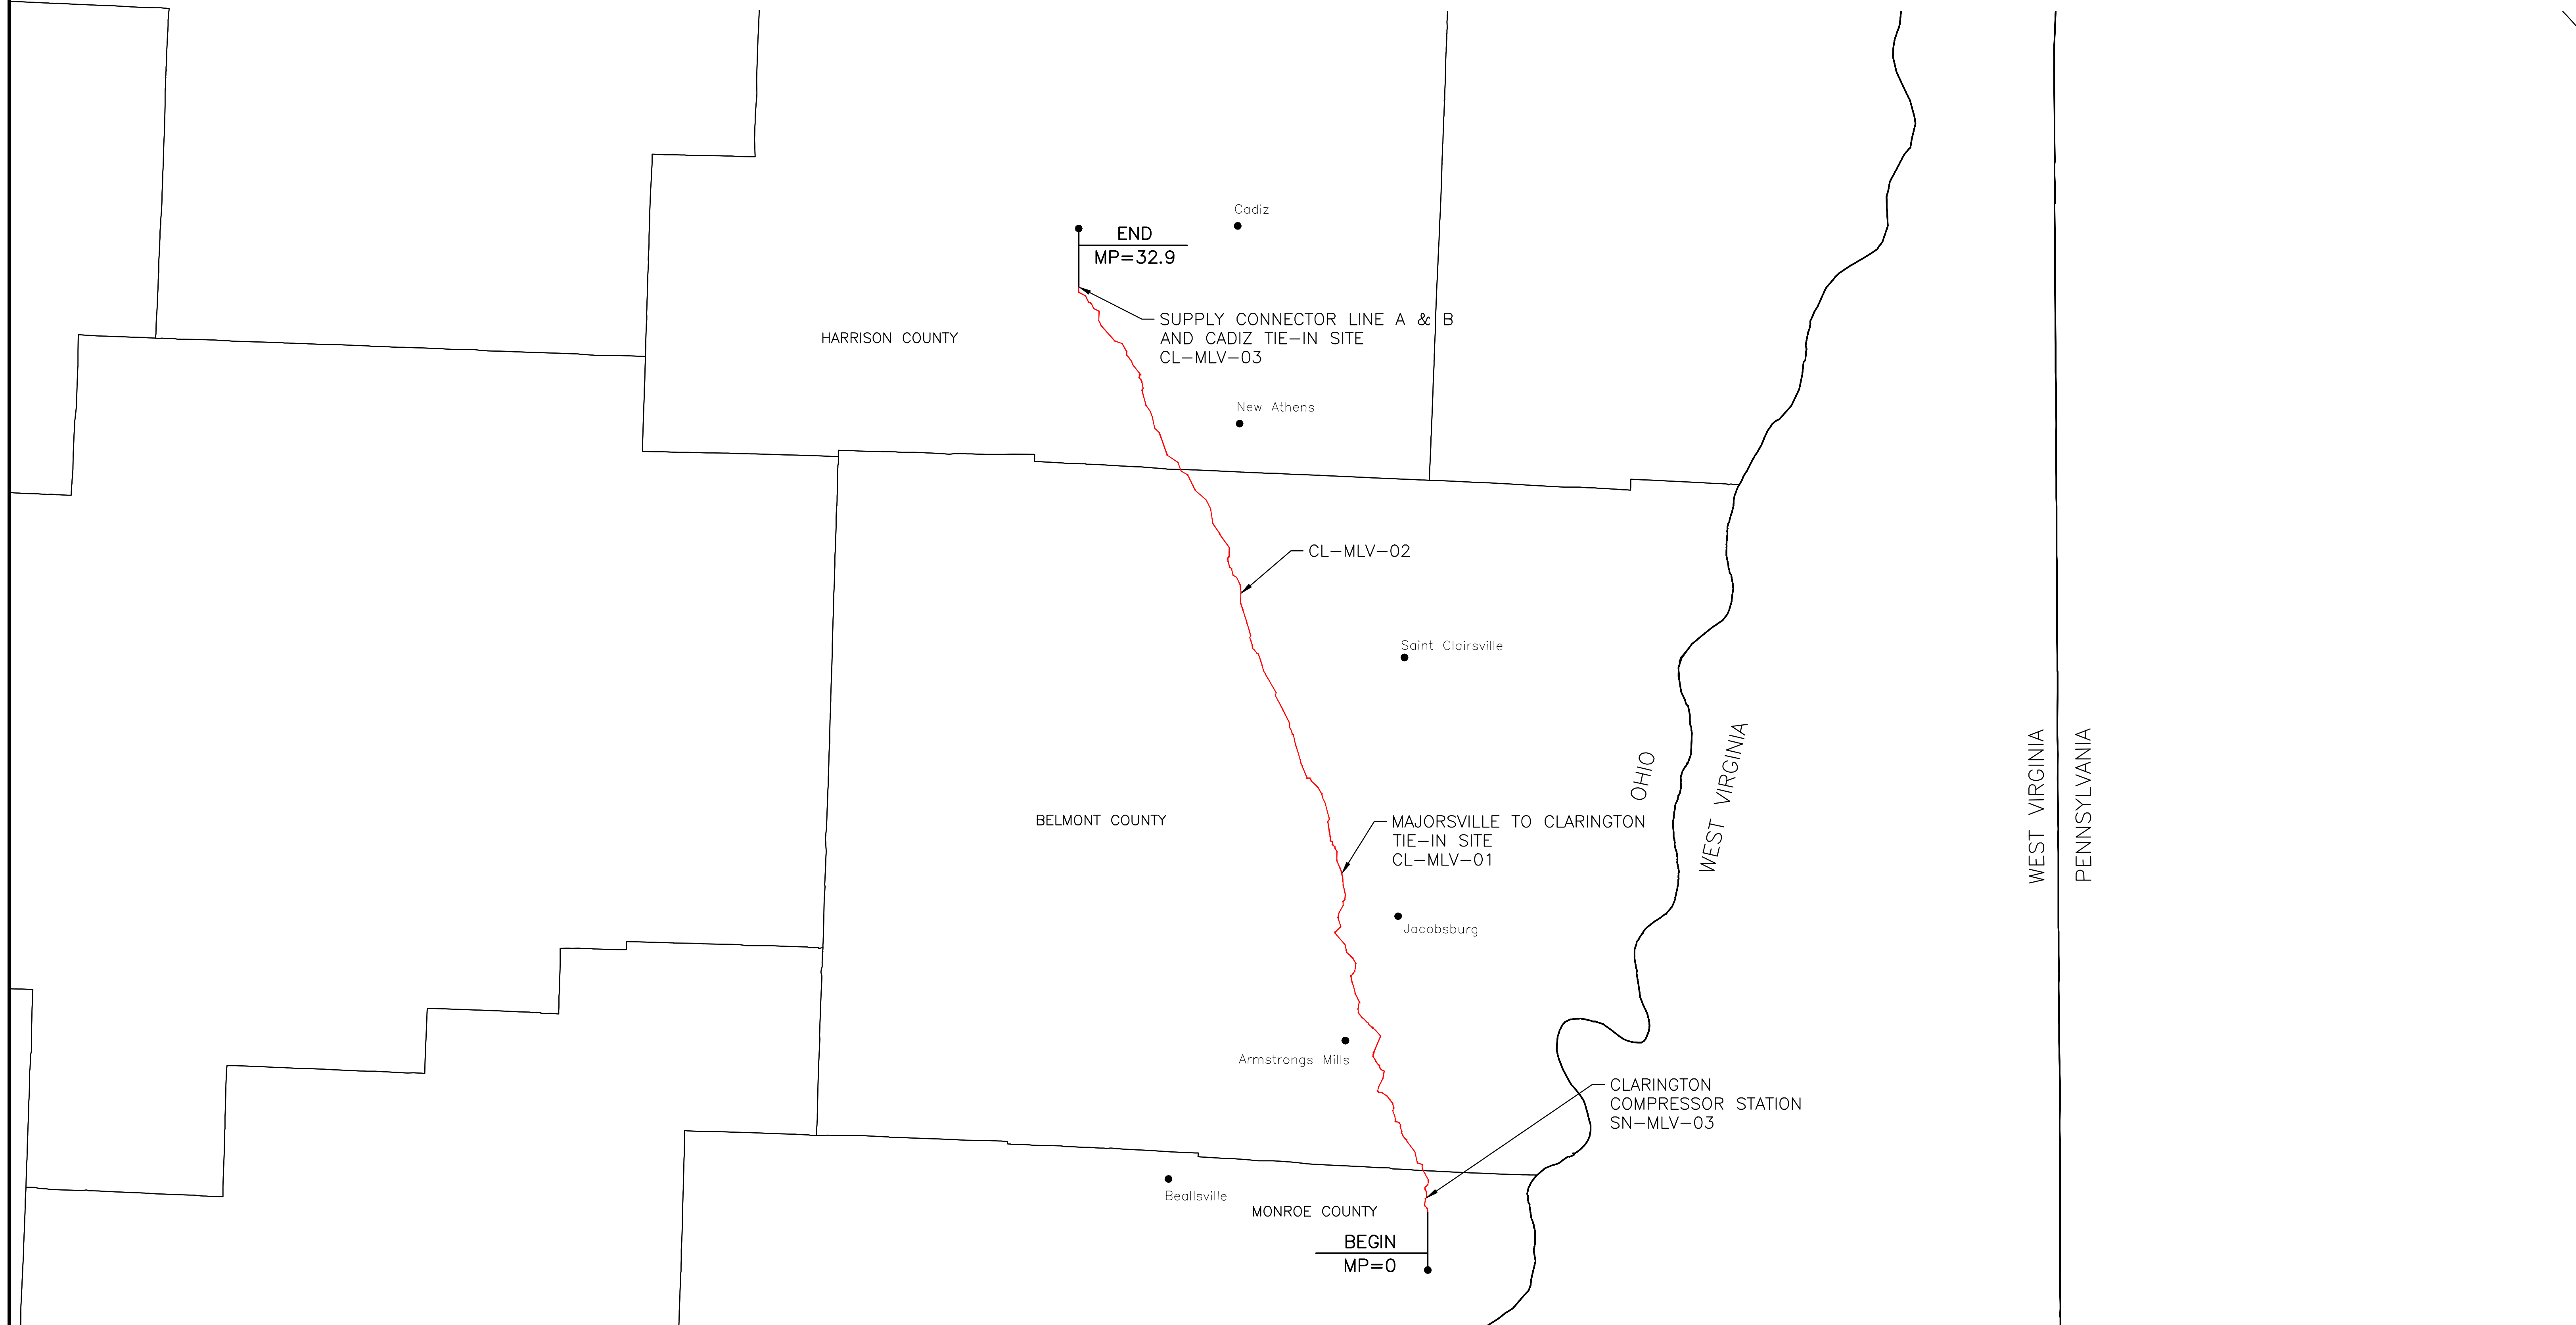 Cadiz
END
MP=32.9
SUPPLY CONNECTOR LINE A & B
AND CADIZ TIE-IN SITE
CL-MLV-03
HARRISON COUNTY
New Athens
CL-MLV-02
Saint Clairsville
OHIO
WEST VIRGINIA
WEST VIRGINIA
PENNSYLVANIA
BELMONT COUNTY
MAJORSVILLE TO CLARINGTON
TIE-IN SITE
CL-MLV-01
Jacobsburg
Armstrongs Mills
CLARINGTON
COMPRESSOR STATION
SN-MLV-03
Beallsville
MONROE COUNTY
BEGIN
MP=0